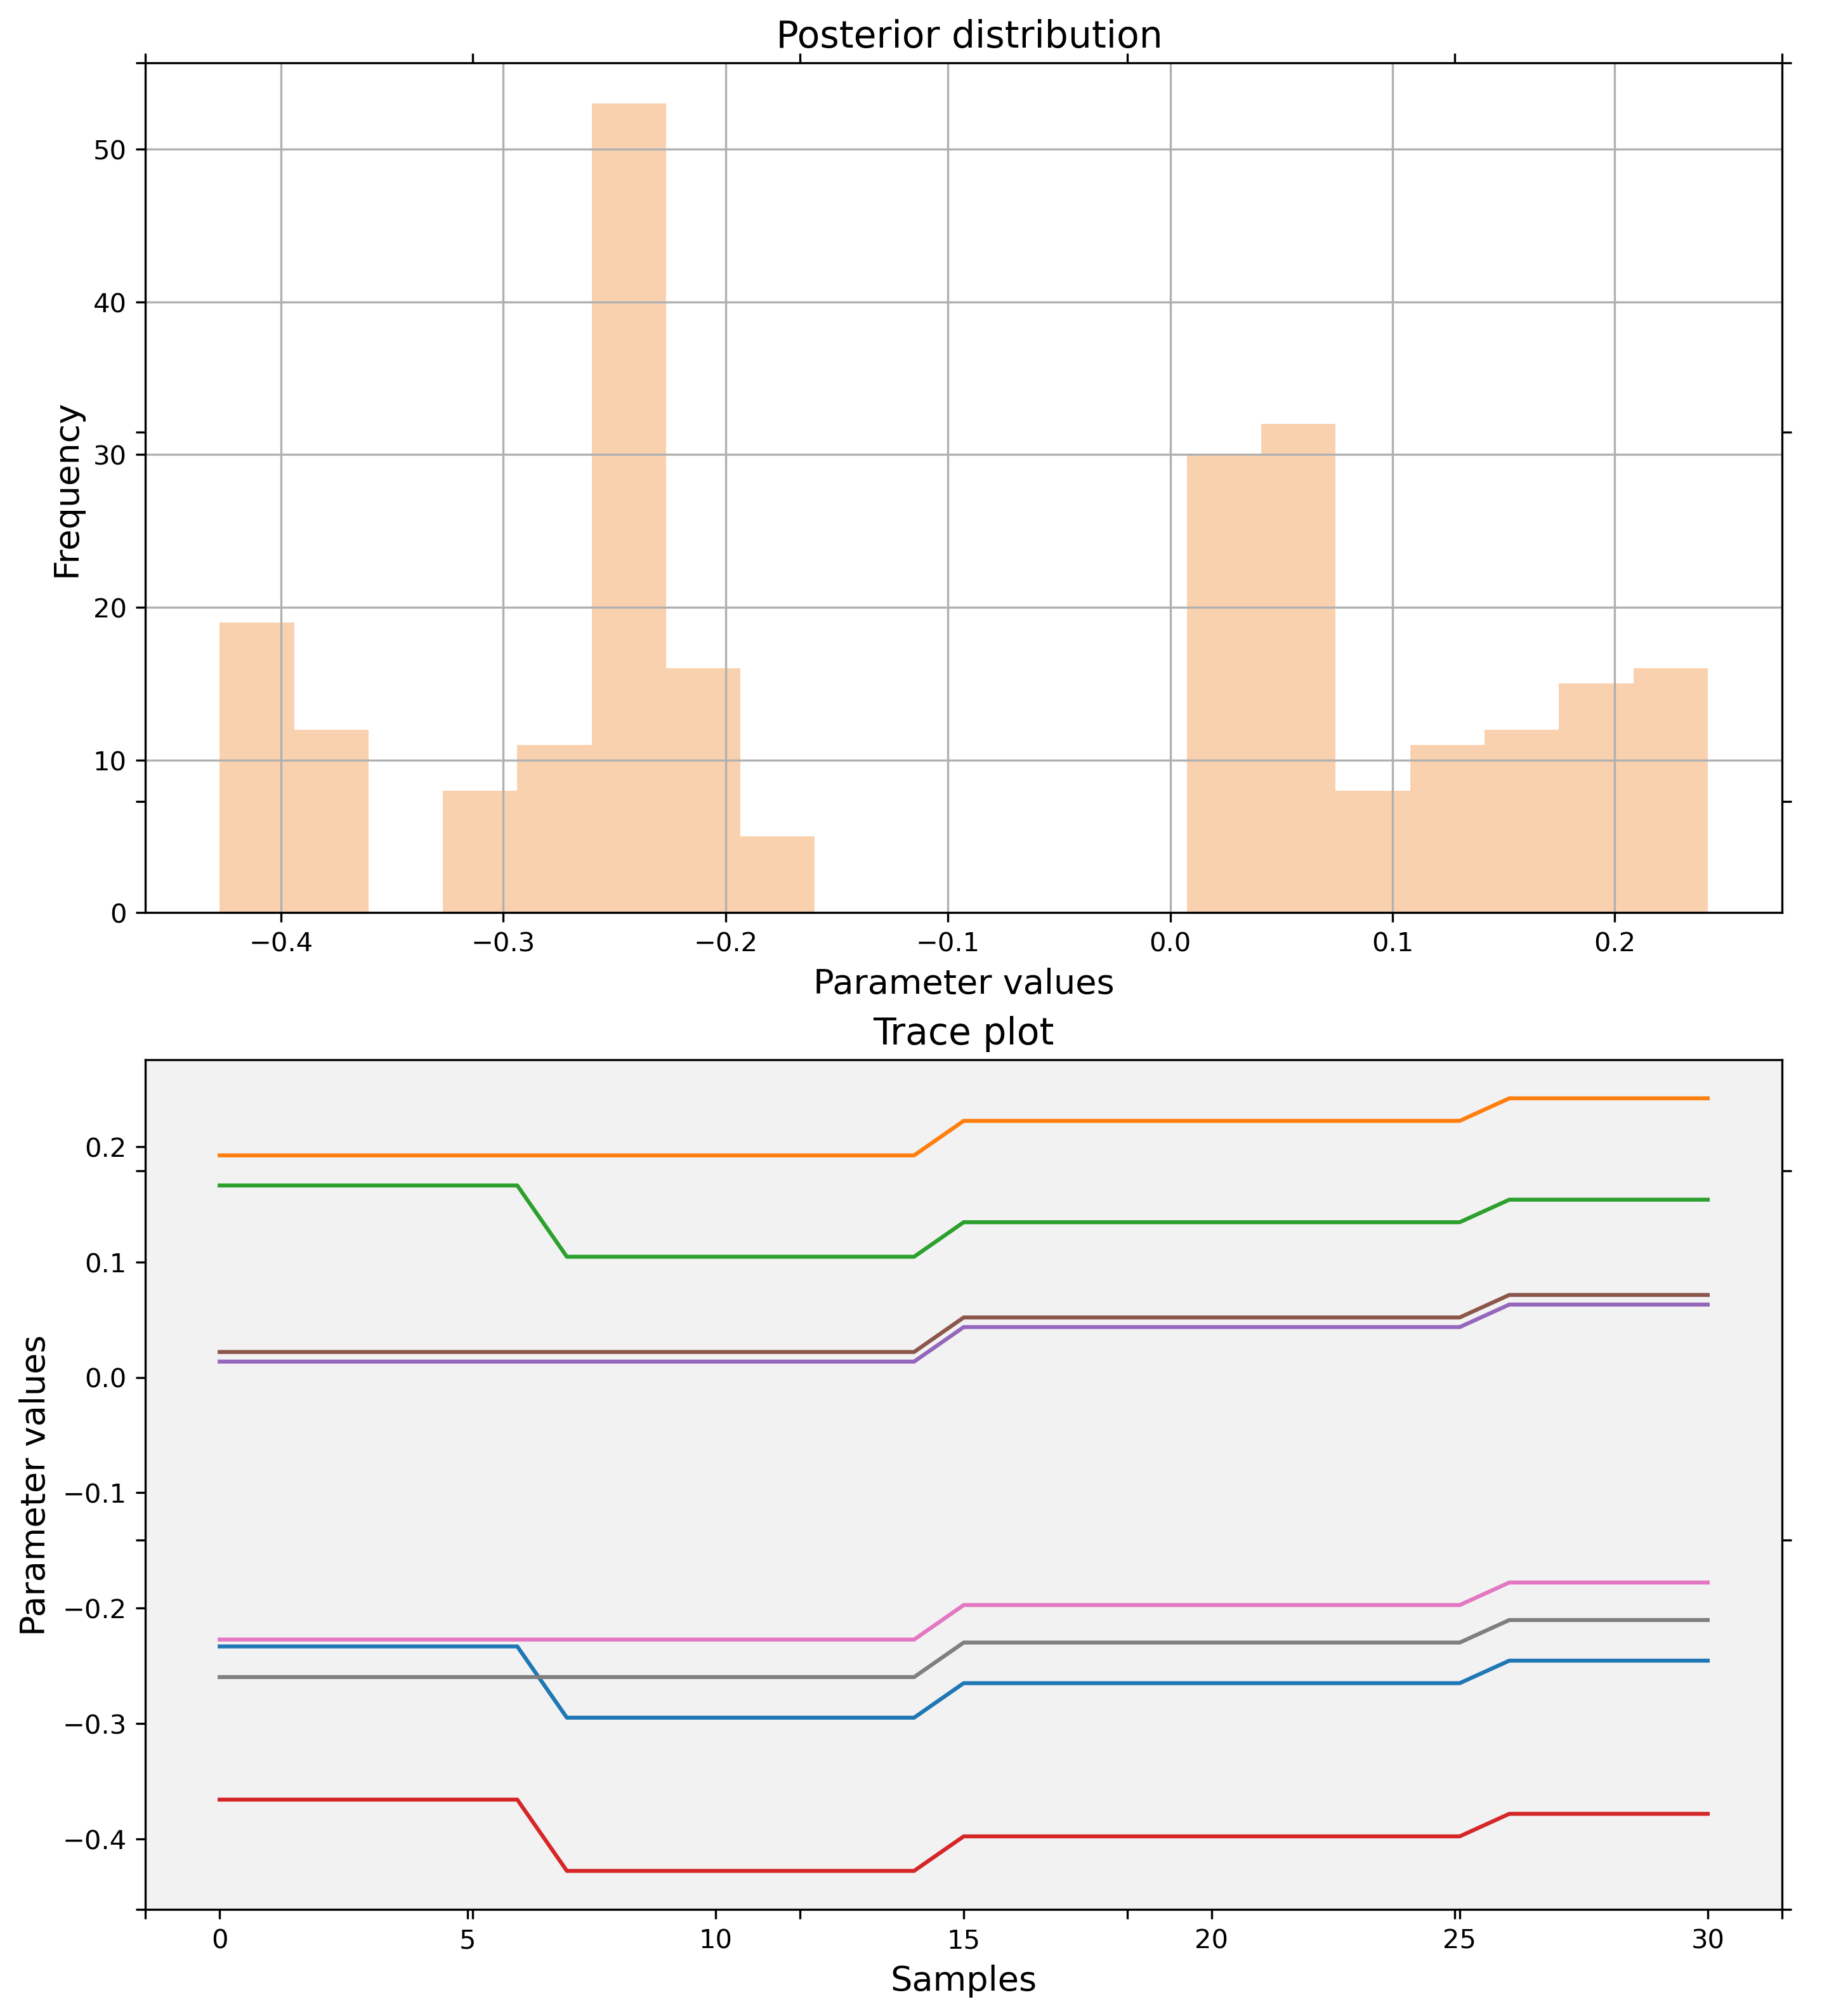 Posterior distribution
Frequency
50
40
30
20
10
0
−0.4 −0.3 −0.2 −0.1 0.0 0.1 0.2
Parameter values
Trace plot
Parameter values
0.2
0.1
0.0
−0.1
−0.2
−0.3
−0.4
0 5 10 15 20 25 30
Samples